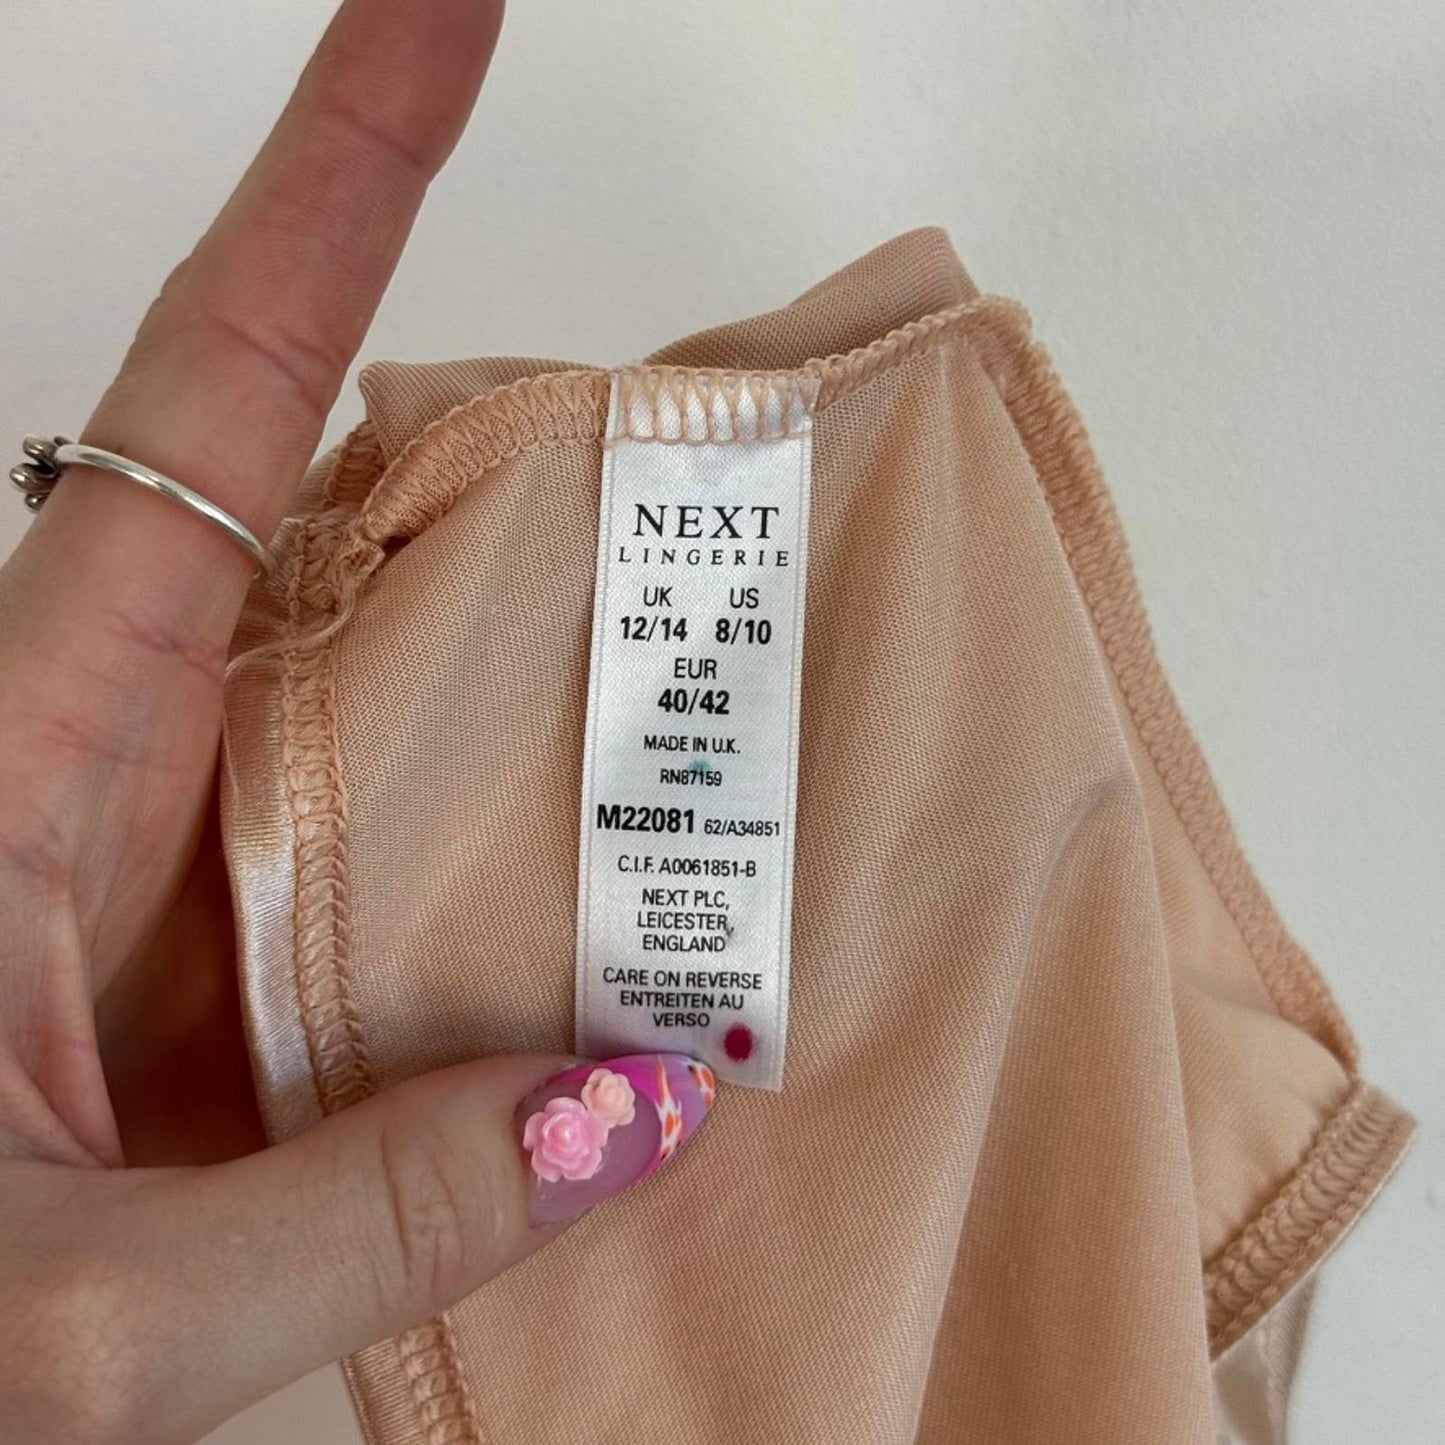 NEXT
LINGERIE
UK US
12/14 8/10
EUR
40/42
MADE IN U.K.
RN87159
M22081 62/A34851
C.I.F. A0061851-B
NEXT PLC,
LEICESTER,
ENGLAND
CARE ON REVERSE
ENTREITEN AU
VERSO